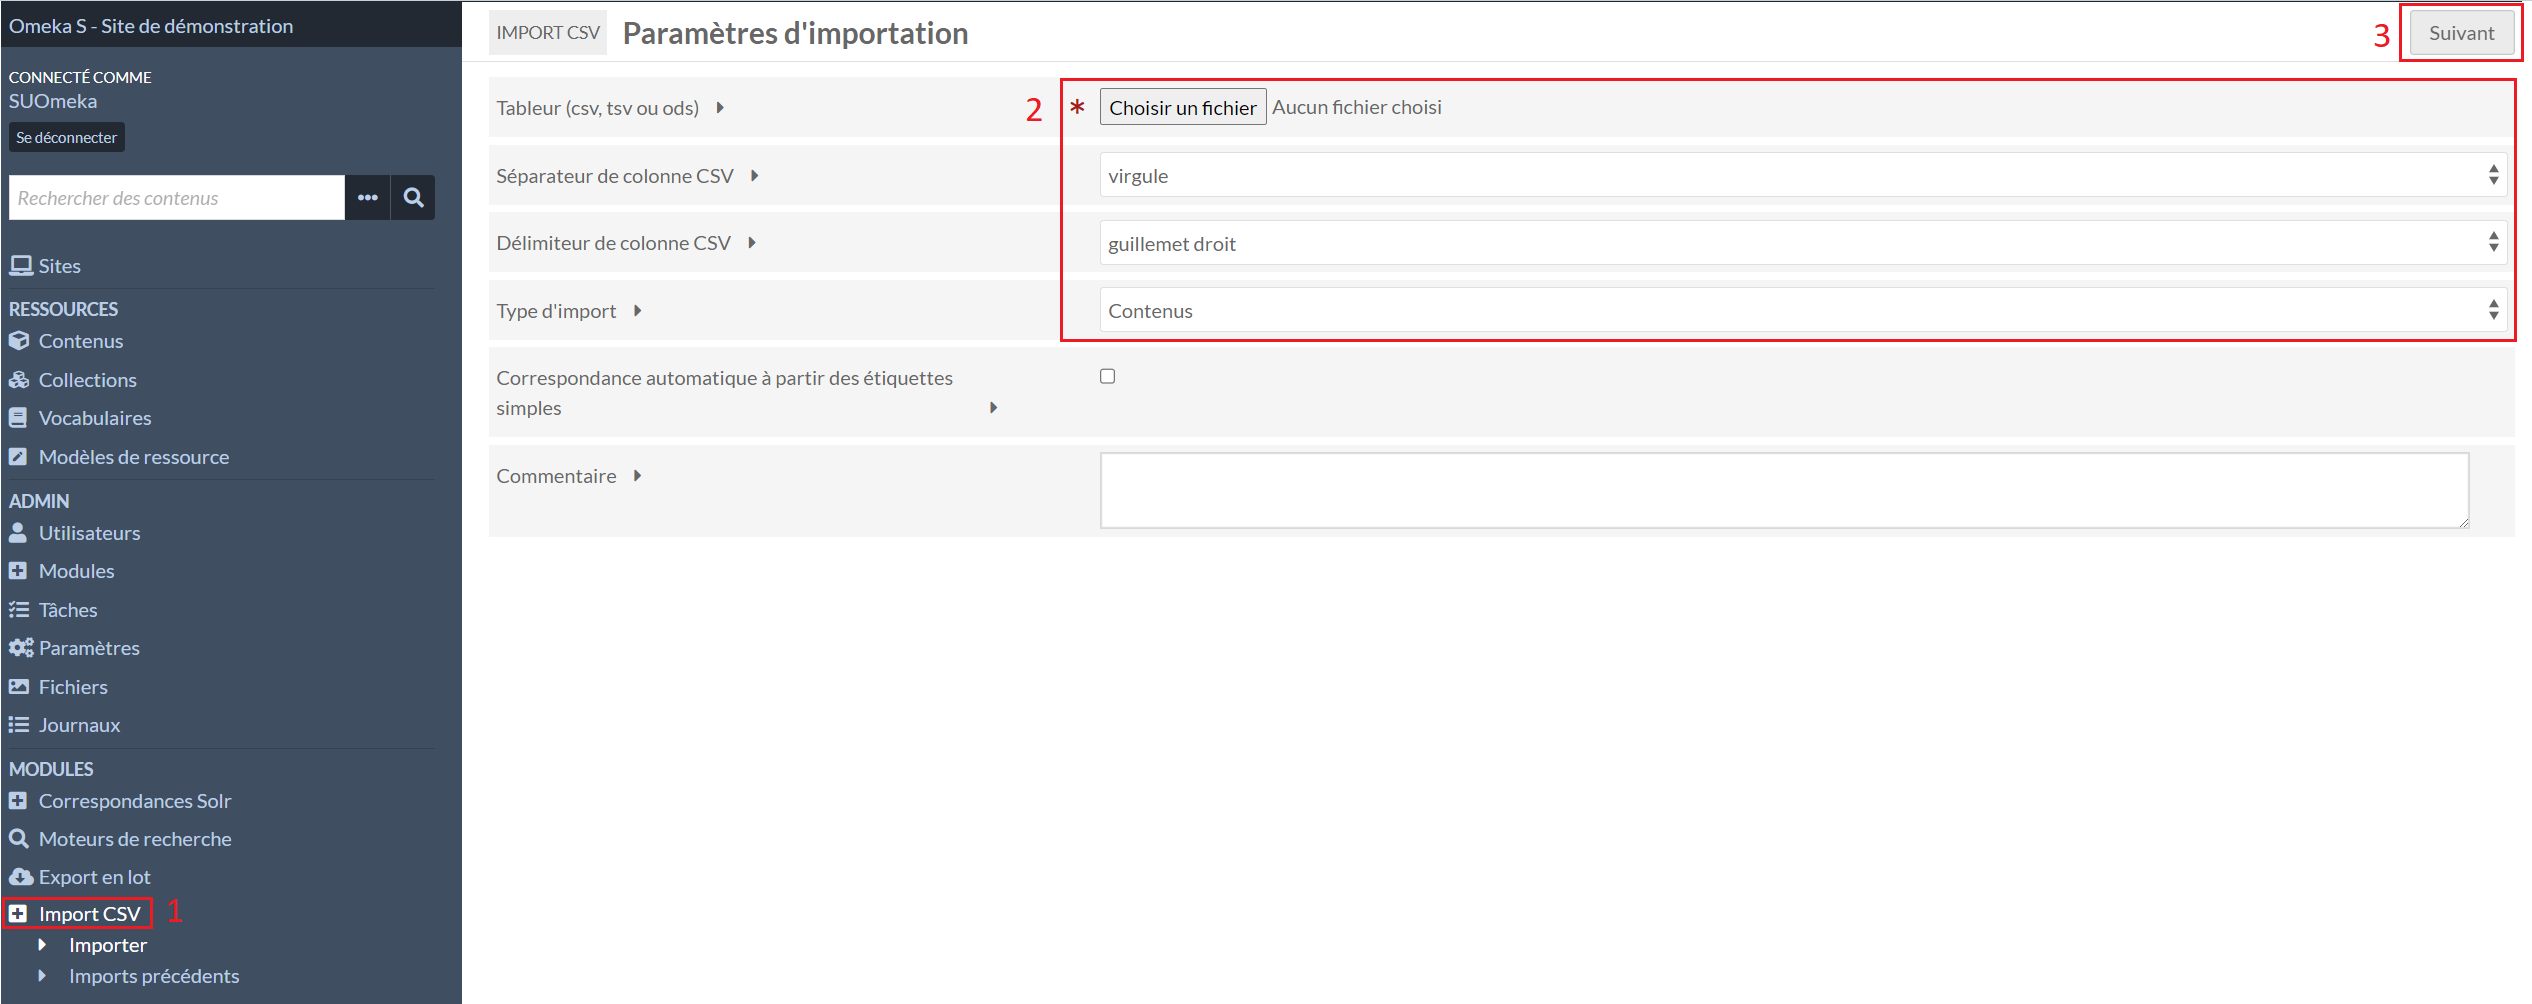 Omeka S - Site de démonstration
CONNECTÉ COMME
SUOmeka
Se déconnecter
Rechercher des contenus
Sites
RESSOURCES
Contenus
Collections
Vocabulaires
Modèles de ressource
ADMIN
Utilisateurs
Modules
Tâches
Paramètres
Fichiers
Journaux
MODULES
Correspondances Solr
Moteurs de recherche
Export en lot
Import CSV 1
Importer
Imports précédents
IMPORT CSV Paramètres d'importation 3 Suivant
Tableur (csv, tsv ou ods) 2 * Choisir un fichier Aucun fichier choisi
Séparateur de colonne CSV virgule
Délimiteur de colonne CSV guillemet droit
Type d'import Contenus
Correspondance automatique à partir des étiquettes
simples
Commentaire